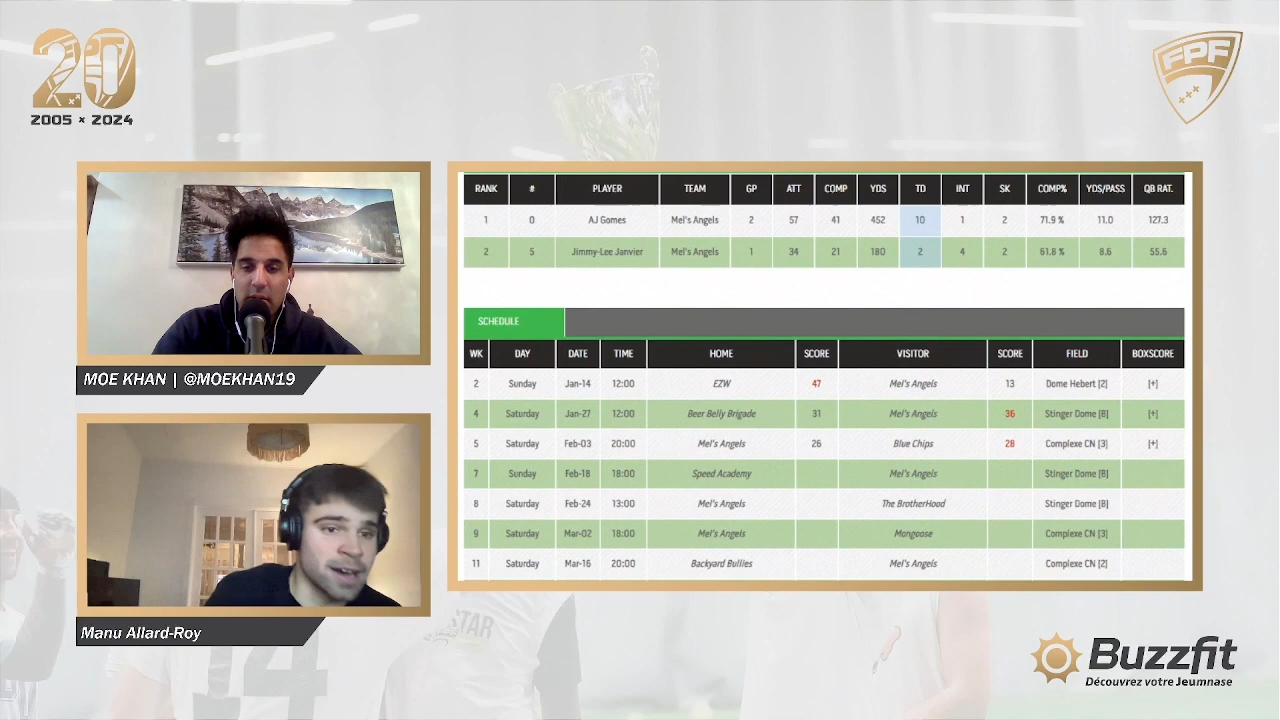 20
2005 × 2024
FPF
MOE KHAN | @MOEKHAN19
Manu Allard-Roy
RANK # PLAYER TEAM GP ATT COMP YDS TD INT SK COMP% YDS/PASS QB RAT.
1 0 AJ Gomes Mel's Angels 2 57 41 452 10 1 2 71.9 % 11.0 127.3
2 5 Jimmy-Lee Janvier Mel's Angels 1 34 21 180 2 4 2 61.8 % 8.6 55.6
SCHEDULE
WK DAY DATE TIME HOME SCORE VISITOR SCORE FIELD BOXSCORE
2 Sunday Jan-14 12:00 EZW 47 Mel's Angels 13 Dome Hebert [2] [+]
4 Saturday Jan-27 12:00 Beer Belly Brigade 31 Mel's Angels 36 Stinger Dome [B] [+]
5 Saturday Feb-03 20:00 Mel's Angels 26 Blue Chips 28 Complexe CN [3] [+]
7 Sunday Feb-18 18:00 Speed Academy Mel's Angels Stinger Dome [B]
8 Saturday Feb-24 13:00 Mel's Angels The BrotherHood Stinger Dome [B]
9 Saturday Mar-02 18:00 Mel's Angels Mongoose Complexe CN [3]
11 Saturday Mar-16 20:00 Backyard Bullies Mel's Angels Complexe CN [2]
STAR
14
Buzzfit
Découvrez votre Jeumnase